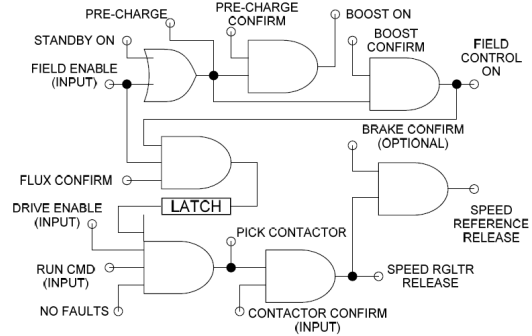 PRE-CHARGE
PRE-CHARGE
CONFIRM
BOOST ON
STANDBY ON
BOOST
CONFIRM
FIELD
CONTROL
ON
FIELD ENABLE
(INPUT)
BRAKE CONFIRM
(OPTIONAL)
FLUX CONFIRM
LATCH
DRIVE ENABLE
(INPUT)
SPEED
REFERENCE
RELEASE
PICK CONTACTOR
RUN CMD
(INPUT)
SPEED RGLTR
RELEASE
NO FAULTS
CONTACTOR CONFIRM
(INPUT)